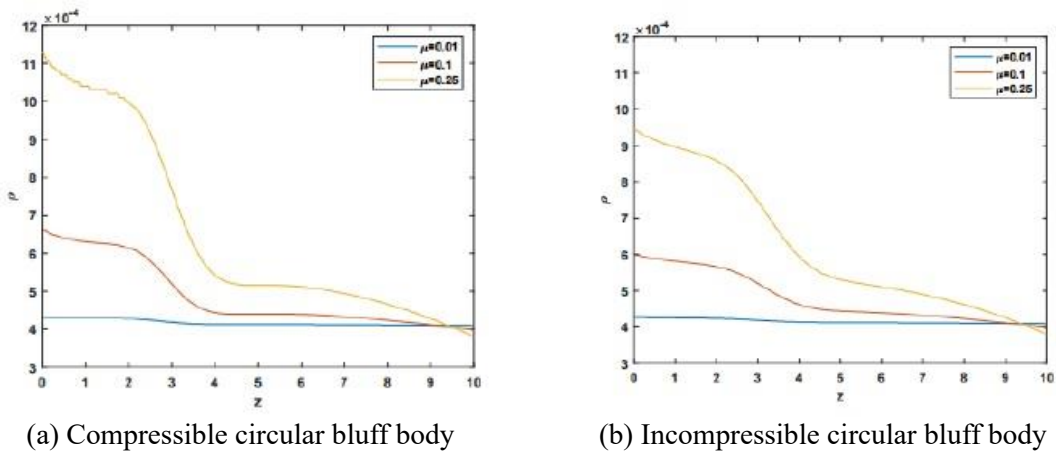 ×10⁻⁴
12
11
10
9
8
7
6
5
4
3
ρ
0 1 2 3 4 5 6 7 8 9 10
z
μ=0.01
μ=0.1
μ=0.25
(a) Compressible circular bluff body
×10⁻⁴
12
11
10
9
8
7
6
5
4
3
ρ
0 1 2 3 4 5 6 7 8 9 10
z
μ=0.01
μ=0.1
μ=0.25
(b) Incompressible circular bluff body